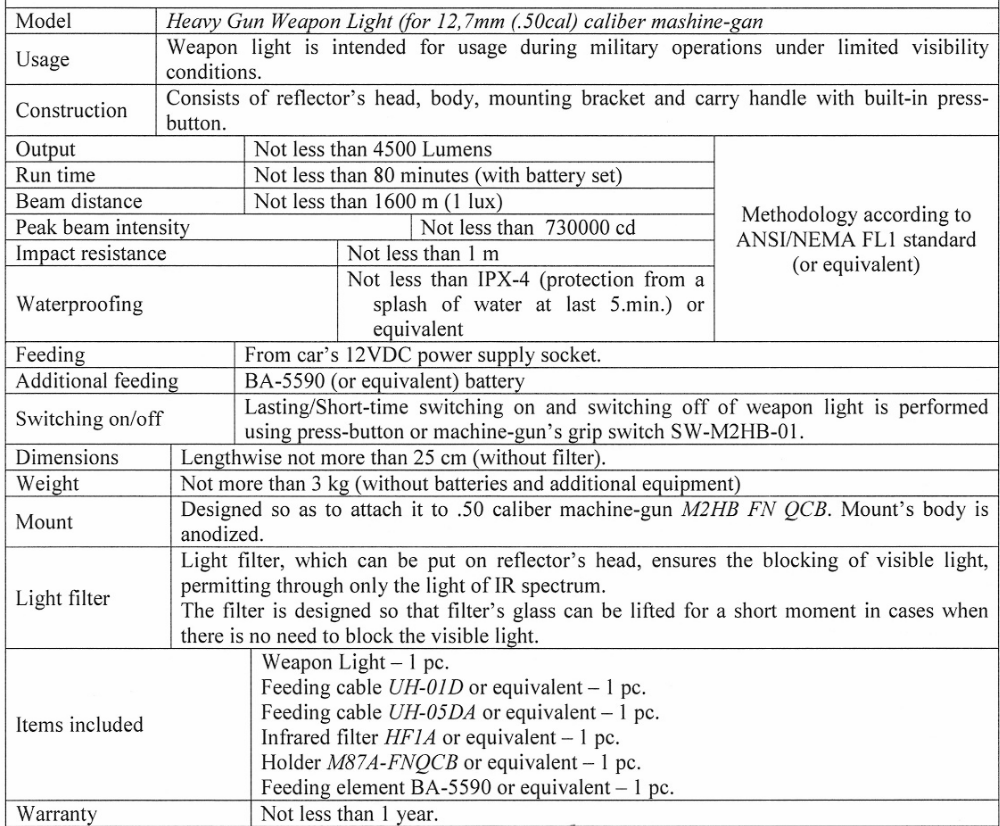 Model Heavy Gun Weapon Light (for 12,7mm (.50cal) caliber mashine-gan
Usage Weapon light is intended for usage during military operations under limited visibility
conditions.
Construction Consists of reflector's head, body, mounting bracket and carry handle with built-in press-
button.
Output Not less than 4500 Lumens
Run time Not less than 80 minutes (with battery set)
Beam distance Not less than 1600 m (1 lux)
Peak beam intensity Not less than 730000 cd
Impact resistance Not less than 1 m
Waterproofing Not less than IPX-4 (protection from a
splash of water at last 5.min.) or
equivalent
Methodology according to
ANSI/NEMA FL1 standard
(or equivalent)
Feeding From car's 12VDC power supply socket.
Additional feeding BA-5590 (or equivalent) battery
Switching on/off Lasting/Short-time switching on and switching off of weapon light is performed
using press-button or machine-gun's grip switch SW-M2HB-01.
Dimensions Lengthwise not more than 25 cm (without filter).
Weight Not more than 3 kg (without batteries and additional equipment)
Mount Designed so as to attach it to .50 caliber machine-gun M2HB FN QCB. Mount's body is
anodized.
Light filter Light filter, which can be put on reflector's head, ensures the blocking of visible light,
permitting through only the light of IR spectrum.
The filter is designed so that filter's glass can be lifted for a short moment in cases when
there is no need to block the visible light.
Items included Weapon Light – 1 pc.
Feeding cable UH-01D or equivalent – 1 pc.
Feeding cable UH-05DA or equivalent – 1 pc.
Infrared filter HF1A or equivalent – 1 pc.
Holder M87A-FNQCB or equivalent – 1 pc.
Feeding element BA-5590 or equivalent – 1 pc.
Warranty Not less than 1 year.